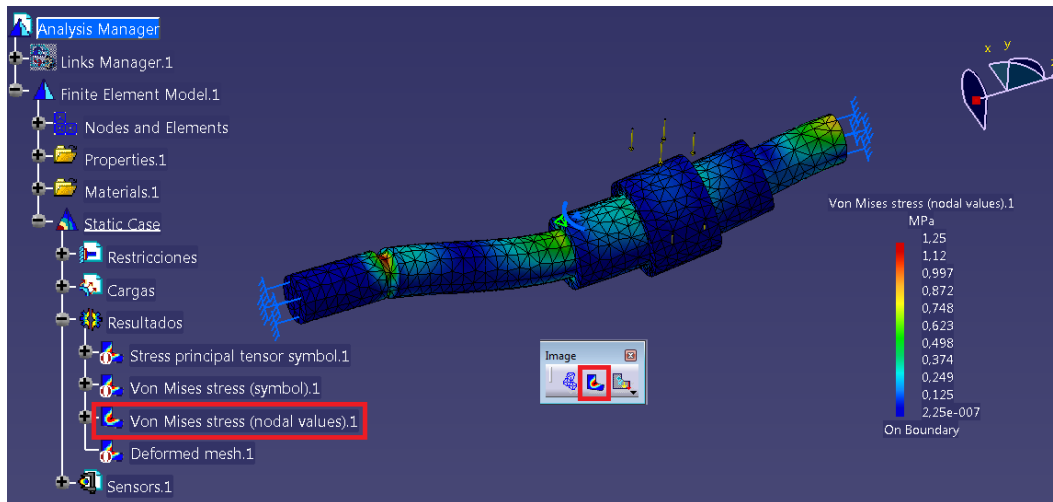 Analysis Manager
Links Manager.1
Finite Element Model.1
Nodes and Elements
Properties.1
Materials.1
Static Case
Restricciones
Cargas
Resultados
Stress principal tensor symbol.1
Von Mises stress (symbol).1
Von Mises stress (nodal values).1
Deformed mesh.1
Sensors.1
Image
x y
z
Von Mises stress (nodal values).1
MPa
1,25
1,12
0,997
0,872
0,748
0,623
0,498
0,374
0,249
0,125
2,25e-007
On Boundary